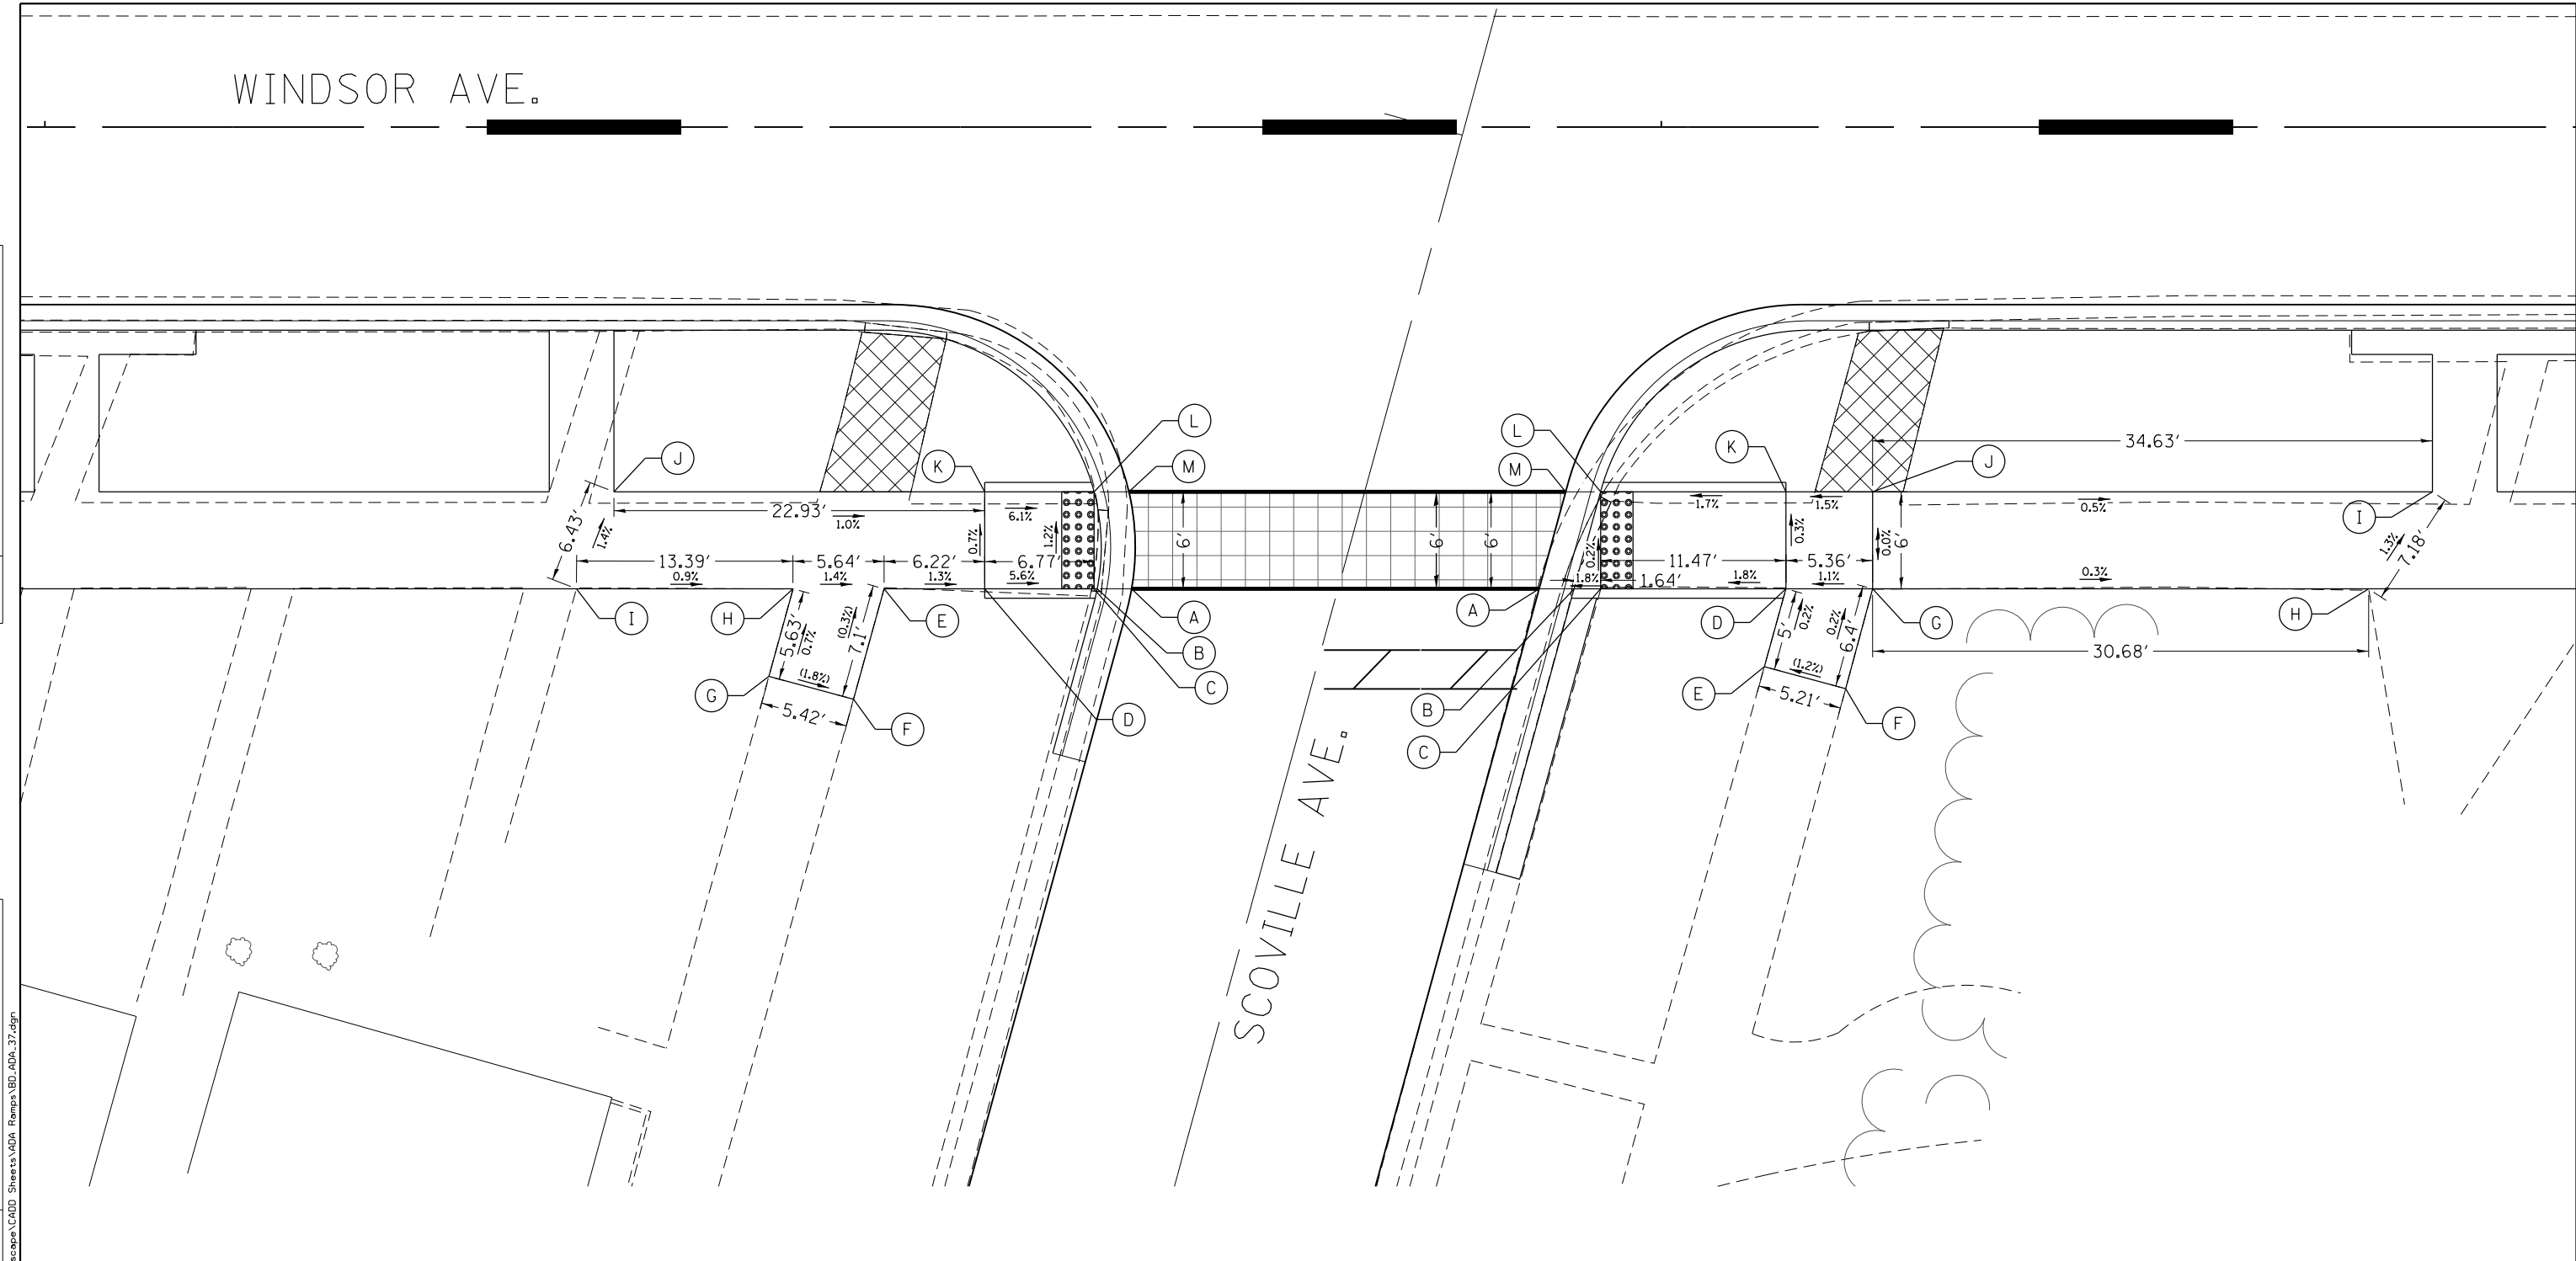 WINDSOR AVE.
L
L
K
J
M
M
K
34.63'
J
22.93'
1.0%
6.1%
1.7%
1.5%
0.5%
I
6.43'
1.4%
0.7%
1.2%
6'
6'
6'
0.2%
0.3%
0.0%
6'
1.3%
7.18'
13.39'
0.9%
5.64'
1.4%
6.22'
1.3%
6.77'
5.6%
1.8%
1.64'
11.47'
1.8%
5.36'
1.1%
0.3%
I
H
5.63'
0.7%
(0.3%)
7.1'
E
A
A
D
5'
0.2%
0.2%
6.4'
G
H
B
30.68'
G
(1.8%)
5.42'
F
C
D
B
C
E
(1.2%)
5.21'
F
SCOVILLE AVE.
scape\CADD Sheets\ADA Ramps\BD_ADA_37.dgn